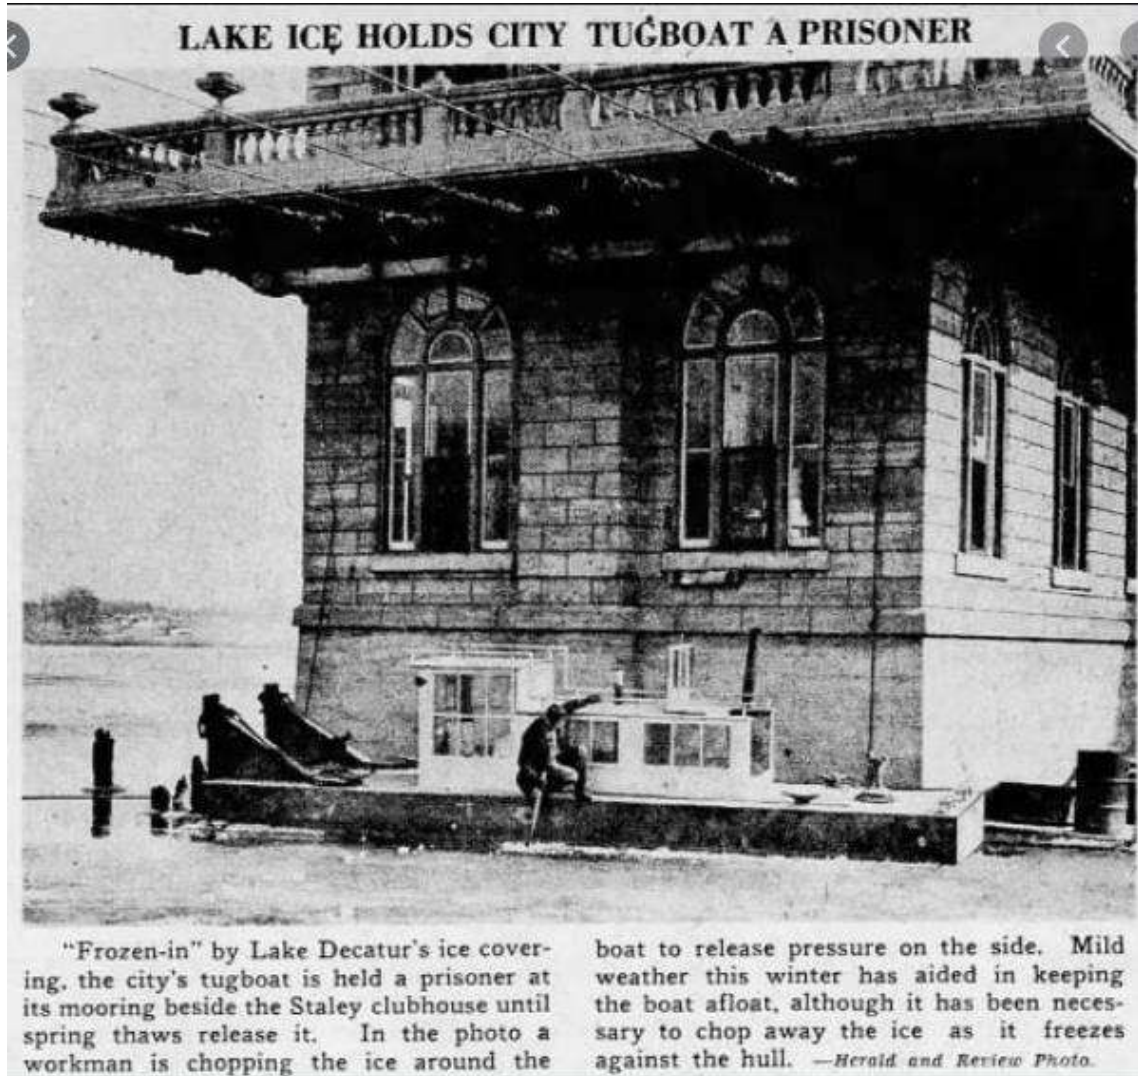 LAKE ICE HOLDS CITY TUGBOAT A PRISONER
"Frozen-in" by Lake Decatur's ice cover-
ing, the city's tugboat is held a prisoner at
its mooring beside the Staley clubhouse until
spring thaws release it. In the photo a
workman is chopping the ice around the
boat to release pressure on the side. Mild
weather this winter has aided in keeping
the boat afloat, although it has been neces-
sary to chop away the ice as it freezes
against the hull. —Herald and Review Photo.